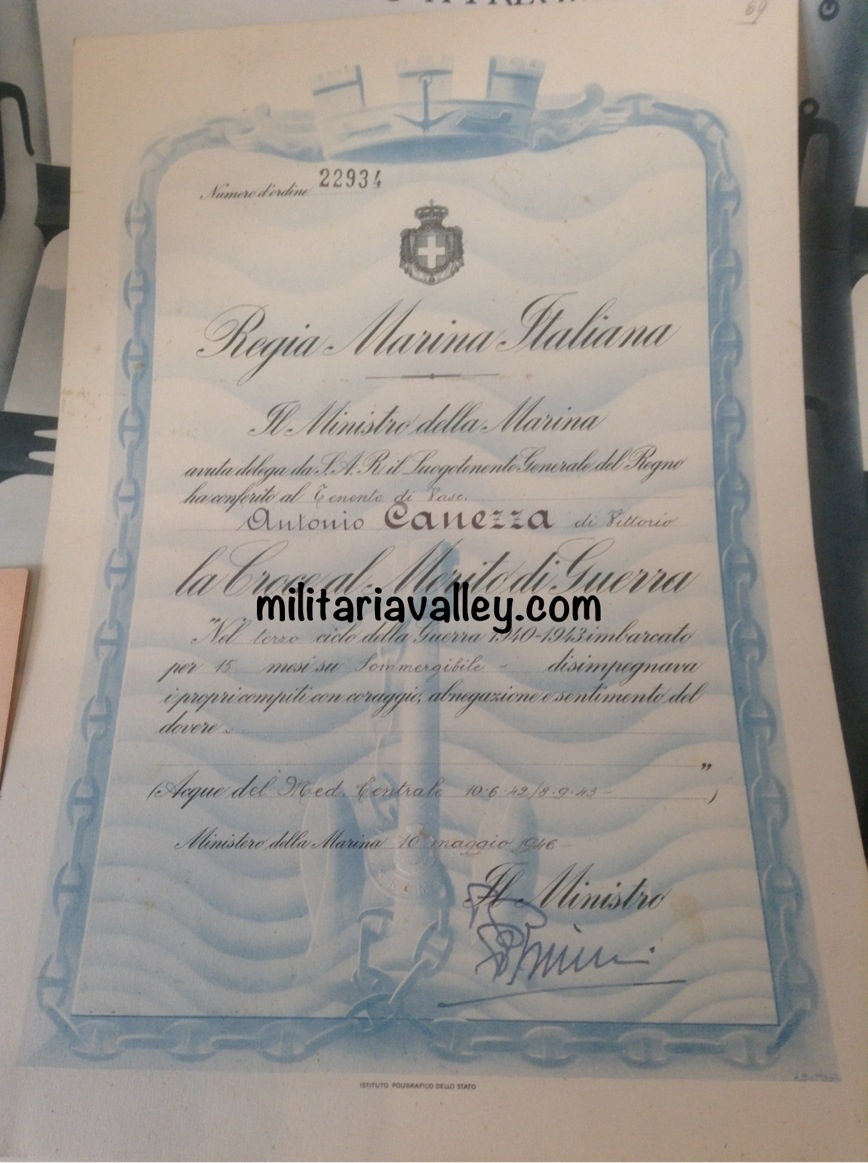 69
Numero d'ordine 22934
Regia Marina Italiana
Il Ministro della Marina
avuta delega da S. A. R. il Luogotenente Generale del Regno
ha conferito al Tenente di Vasc.
Antonio Canezza di Vittorio
la Croce al Merito di Guerra
militariavalley.com
"Nel terzo ciclo della Guerra 1940-1943 imbarcato
per 15 mesi su Sommergibile - disimpegnava
i propri compiti con coraggio, abnegazione e sentimento del
dovere
"
(Acque del Med. Centrale 10-6-42/8-9-43 - )
Ministero della Marina 10 maggio 1946 -
Il Ministro
ISTITUTO POLIGRAFICO DELLO STATO